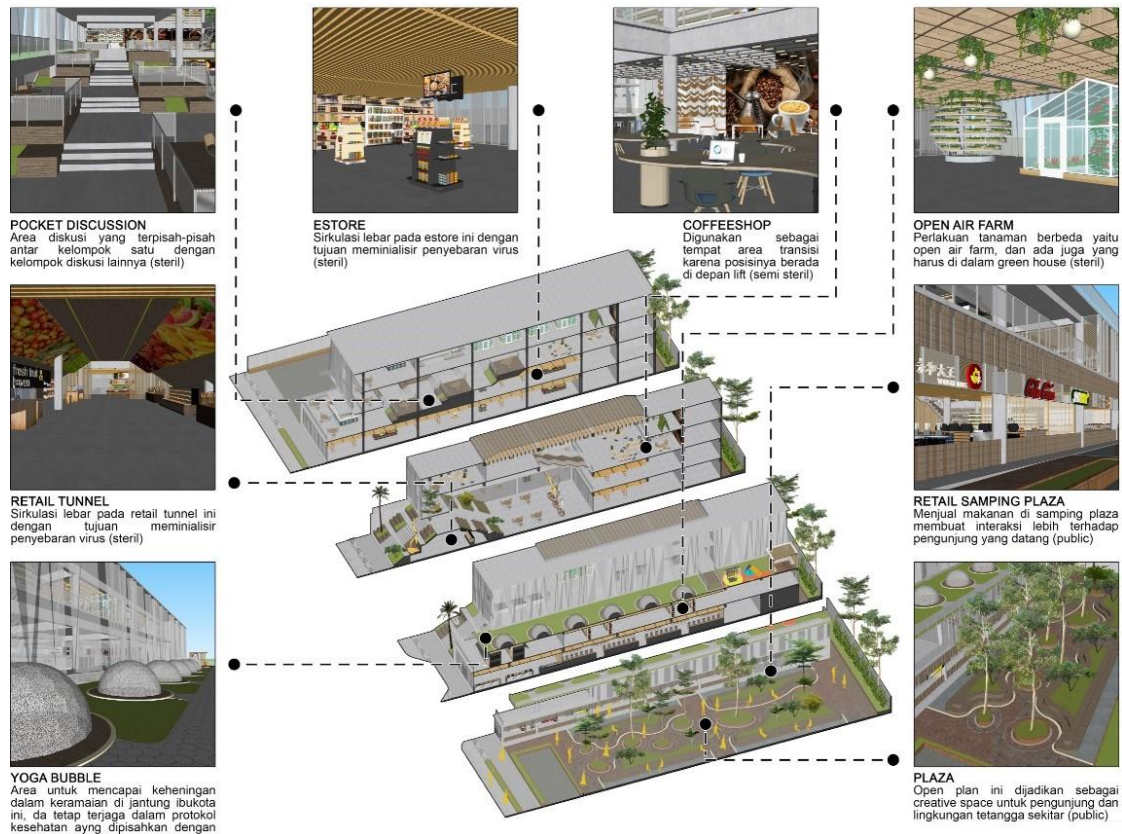 POCKET DISCUSSION
Area diskusi yang terpisah-pisah
antar kelompok satu dengan
kelompok diskusi lainnya (steril)
ESTORE
Sirkulasi lebar pada estore ini dengan
tujuan meminialisir penyebaran virus
(steril)
COFFEESHOP
Digunakan sebagai
tempat area transisi
karena posisinya berada
di depan lift (semi steril)
OPEN AIR FARM
Perlakuan tanaman berbeda yaitu
open air farm, dan ada juga yang
harus di dalam green house (steril)
RETAIL TUNNEL
Sirkulasi lebar pada retail tunnel ini
dengan tujuan meminialisir
penyebaran virus (steril)
RETAIL SAMPING PLAZA
Menjual makanan di samping plaza
membuat interaksi lebih terhadap
pengunjung yang datang (public)
YOGA BUBBLE
Area untuk mencapai keheningan
dalam keramaian di jantung ibukota
ini, da tetap terjaga dalam protokol
kesehatan ayng dipisahkan dengan
PLAZA
Open plan ini dijadikan sebagai
creative space untuk pengunjung dan
lingkungan tetangga sekitar (public)